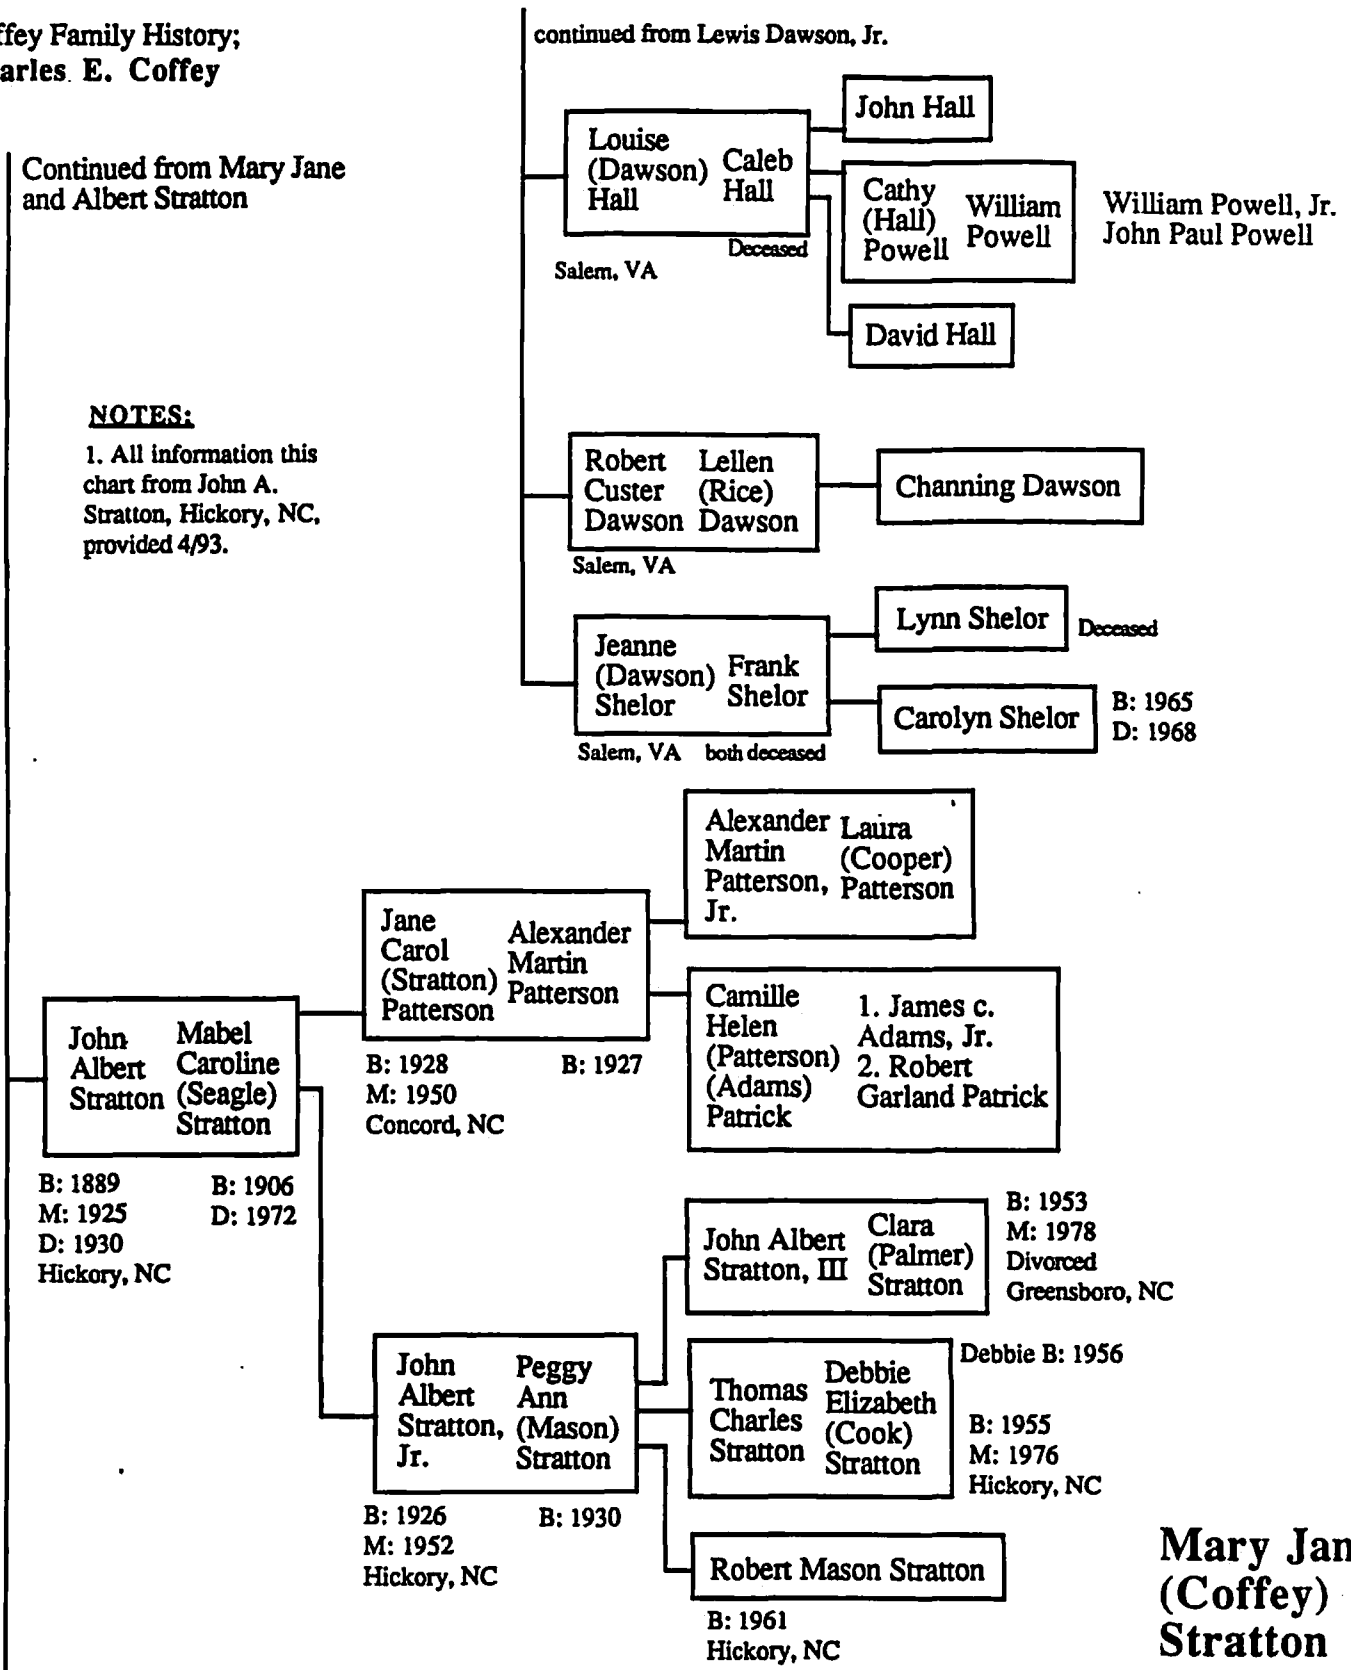 ffey Family History;
arles. E. Coffey
Continued from Mary Jane
and Albert Stratton
NOTES:
1. All information this
chart from John A.
Stratton, Hickory, NC,
provided 4/93.
continued from Lewis Dawson, Jr.
Louise
(Dawson)
Hall
Caleb
Hall
Deceased
Salem, VA
John Hall
Cathy
(Hall)
Powell
William
Powell
William Powell, Jr.
John Paul Powell
David Hall
Robert
Custer
Dawson
Lellen
(Rice)
Dawson
Salem, VA
Channing Dawson
Jeanne
(Dawson)
Shelor
Frank
Shelor
Salem, VA
both deceased
Lynn Shelor
Deceased
Carolyn Shelor
B: 1965
D: 1968
John
Albert
Stratton
Mabel
Caroline
(Seagle)
Stratton
B: 1889
M: 1925
D: 1930
Hickory, NC
B: 1906
D: 1972
Jane
Carol
(Stratton)
Patterson
Alexander
Martin
Patterson
B: 1928
M: 1950
Concord, NC
B: 1927
Alexander
Martin
Patterson,
Jr.
Laura
(Cooper)
Patterson
Camille
Helen
(Patterson)
(Adams)
Patrick
1. James c.
Adams, Jr.
2. Robert
Garland Patrick
John
Albert
Stratton,
Jr.
Peggy
Ann
(Mason)
Stratton
B: 1926
M: 1952
Hickory, NC
B: 1930
John Albert
Stratton, III
Clara
(Palmer)
Stratton
B: 1953
M: 1978
Divorced
Greensboro, NC
Thomas
Charles
Stratton
Debbie
Elizabeth
(Cook)
Stratton
Debbie B: 1956
B: 1955
M: 1976
Hickory, NC
Robert Mason Stratton
B: 1961
Hickory, NC
Mary Jan
(Coffey)
Stratton